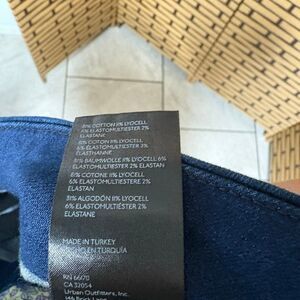 81% COTTON 11% LYOCELL
6% ELASTOMULTIESTER 2%
ELASTAN
81% COTON 11% LYOCELL
6% ELASTOMULTIESTER 2%
ELASTHANNE
81% BAUMWOLLE 11% LYOCELL 6%
ELASTOMULTIESTER 2% ELASTAN
81% COTONE 11% LYOCELL
6% ELASTOMULTIESTERE 2%
ELASTAN
81% ALGODÓN 11% LYOCELL
6% ELASTOMULTIÉSTER 2%
ELASTANE
MADE IN TURKEY
HECHO EN TURQUÍA
RN 66170
CA 32054
Urban Outfitters, Inc.